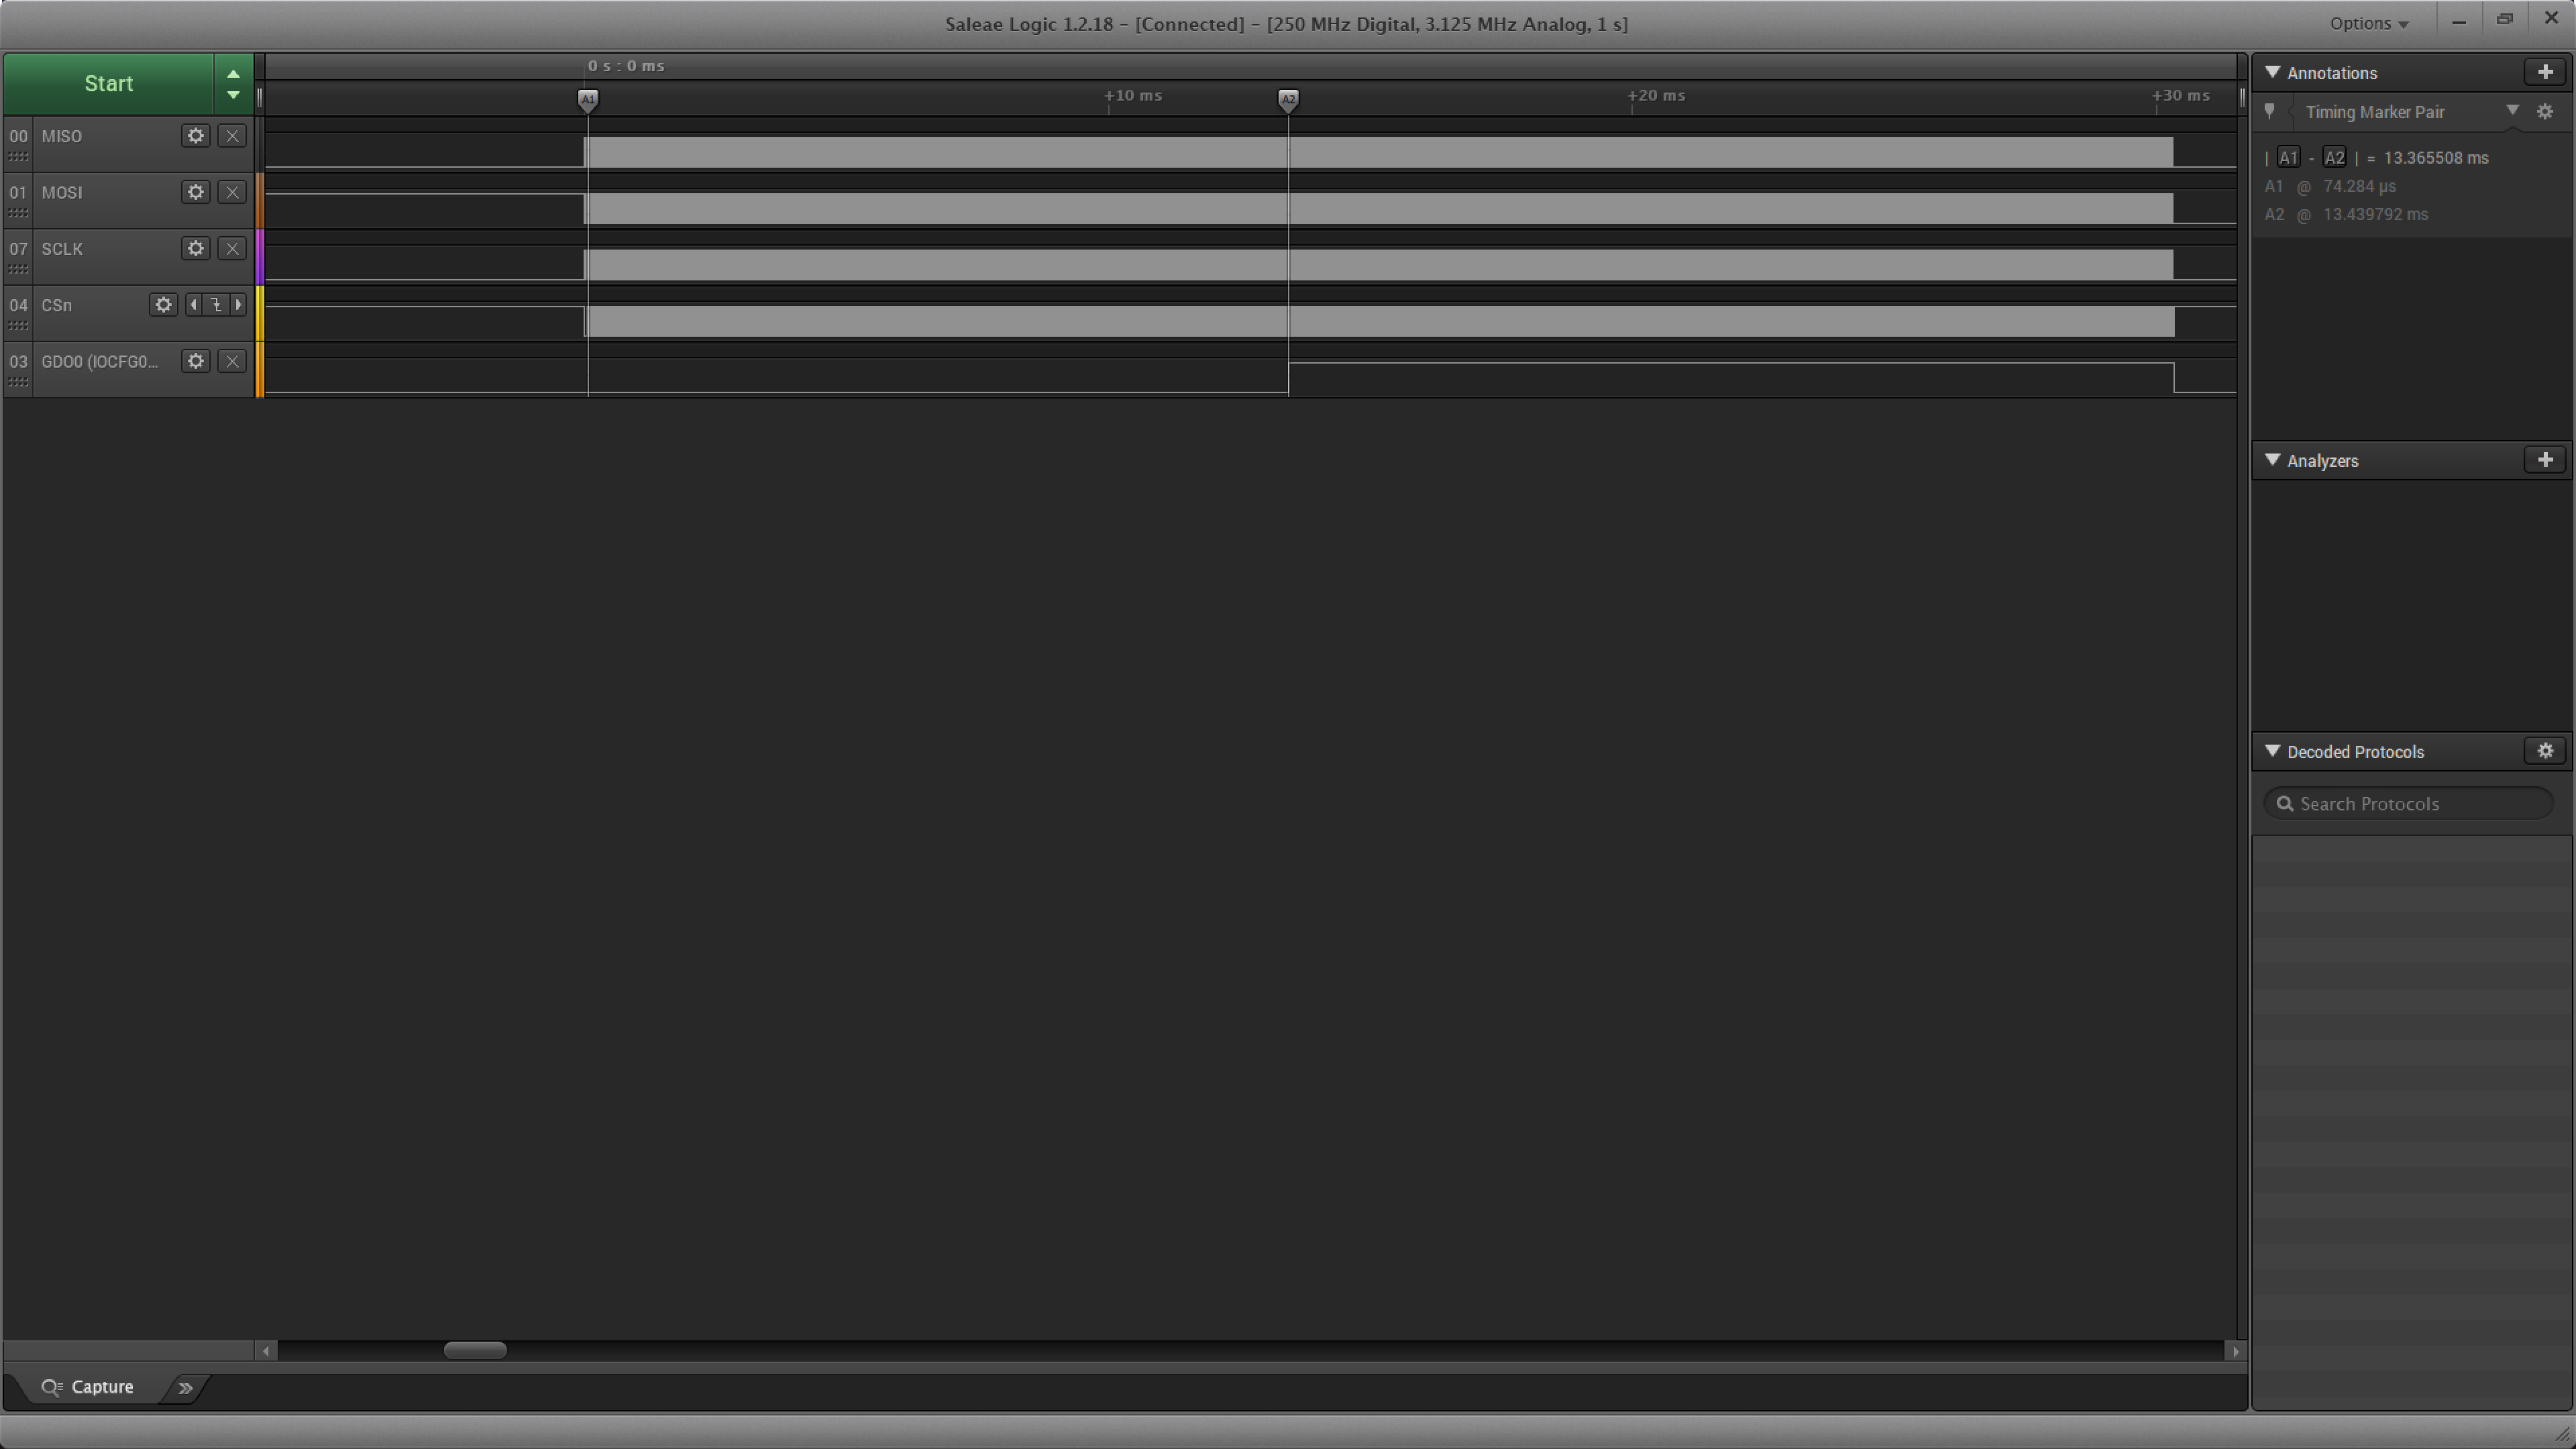 Saleae Logic 1.2.18 - [Connected] - [250 MHz Digital, 3.125 MHz Analog, 1 s]
Options
Start
0 s : 0 ms
A1
+10 ms
A2
+20 ms
+30 ms
00 MISO
01 MOSI
07 SCLK
04 CSn
03 GDO0 (IOCFG0...
Annotations
Timing Marker Pair
| A1 - A2 | = 13.365508 ms
A1 @ 74.284 µs
A2 @ 13.439792 ms
Analyzers
Decoded Protocols
Search Protocols
Capture